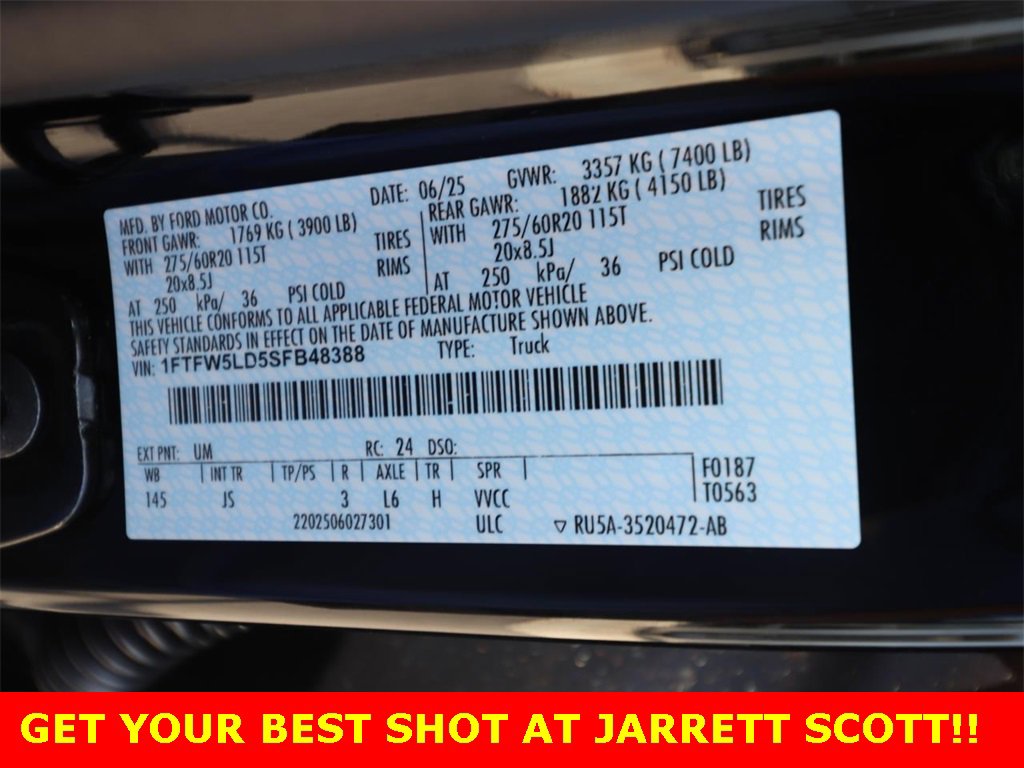 MFD. BY FORD MOTOR CO.
DATE: 06/25 GVWR: 3357 KG ( 7400 LB)
FRONT GAWR: 1769 KG ( 3900 LB)
WITH 275/60R20 115T TIRES
20x8.5J RIMS
AT 250 kPa/ 36 PSI COLD
REAR GAWR: 1882 KG ( 4150 LB)
WITH 275/60R20 115T TIRES
20x8.5J RIMS
AT 250 kPa/ 36 PSI COLD
THIS VEHICLE CONFORMS TO ALL APPLICABLE FEDERAL MOTOR VEHICLE
SAFETY STANDARDS IN EFFECT ON THE DATE OF MANUFACTURE SHOWN ABOVE.
VIN: 1FTFW5LD5SFB48388 TYPE: Truck
EXT PNT: UM RC: 24 DSO:
WB INT TR TP/PS R AXLE TR SPR F0187
145 JS 3 L6 H VVCC T0563
2202506027301 ULC ▽ RU5A-3520472-AB
GET YOUR BEST SHOT AT JARRETT SCOTT!!